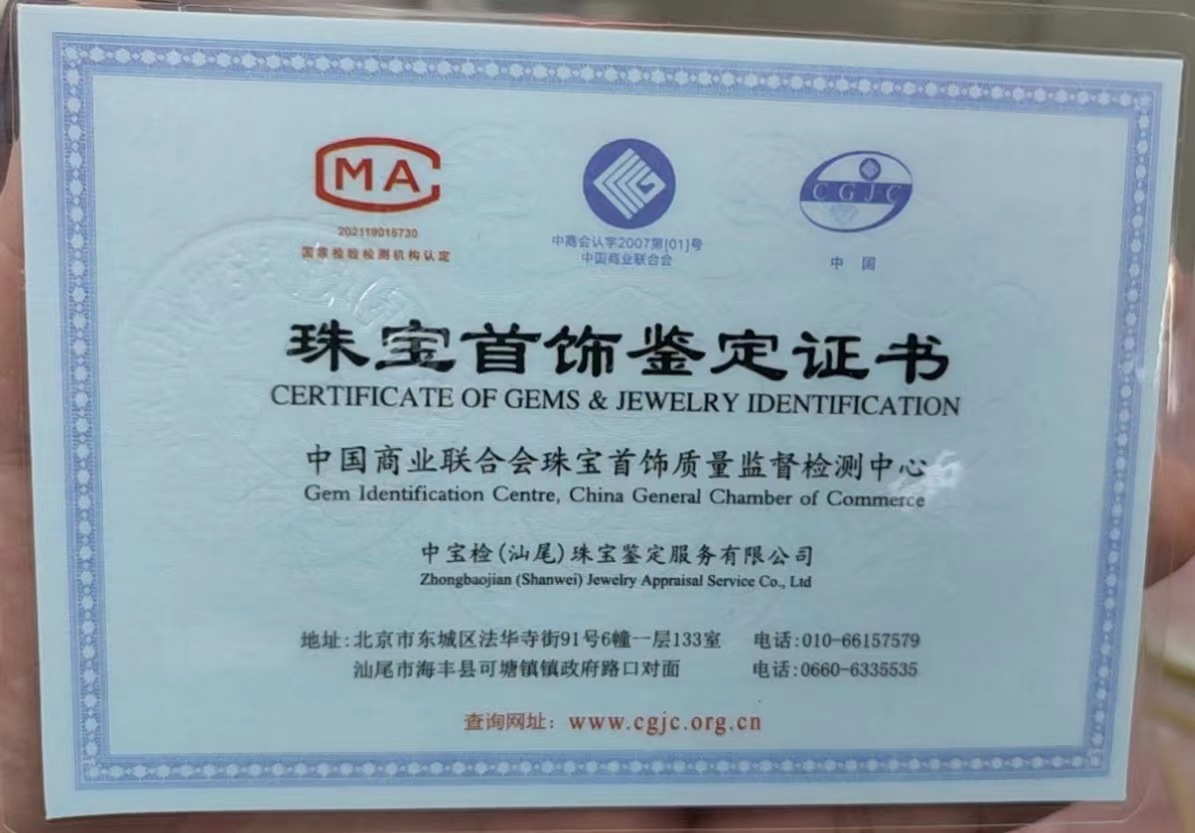 MA
202119015730
国家检验检测机构认定
中商会认字2007第[01]号
中国商业联合会
CGJC
中国
珠宝首饰鉴定证书
CERTIFICATE OF GEMS & JEWELRY IDENTIFICATION
中国商业联合会珠宝首饰质量监督检测中心
Gem Identification Centre, China General Chamber of Commerce
中宝检(汕尾)珠宝鉴定服务有限公司
Zhongbaojian (Shanwei) Jewelry Appraisal Service Co., Ltd
地址:北京市东城区法华寺街91号6幢一层133室 电话:010-66157579
汕尾市海丰县可塘镇镇政府路口对面 电话:0660-6335535
查询网址: www.cgjc.org.cn